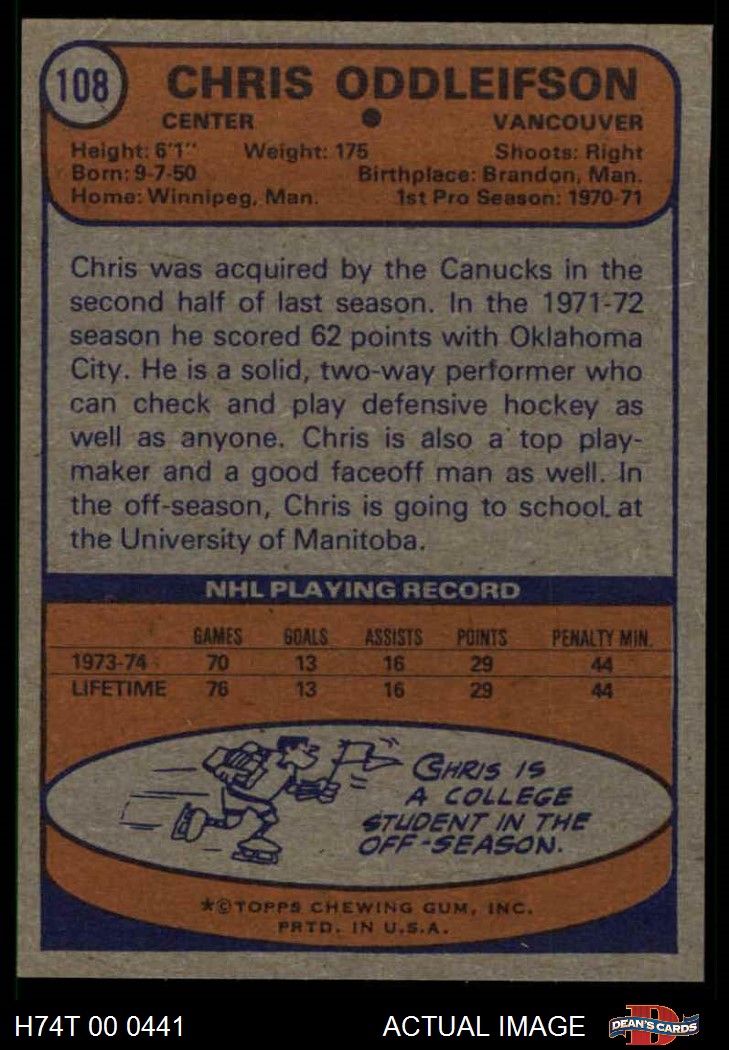 108
CHRIS ODDLEIFSON
CENTER ● VANCOUVER
Height: 6'1" Weight: 175 Shoots: Right
Born: 9-7-50 Birthplace: Brandon, Man.
Home: Winnipeg, Man. 1st Pro Season: 1970-71
Chris was acquired by the Canucks in the
second half of last season. In the 1971-72
season he scored 62 points with Oklahoma
City. He is a solid, two-way performer who
can check and play defensive hockey as
well as anyone. Chris is also a top play-
maker and a good faceoff man as well. In
the off-season, Chris is going to school at
the University of Manitoba.
NHL PLAYING RECORD
GAMES GOALS ASSISTS POINTS PENALTY MIN.
1973-74 70 13 16 29 44
LIFETIME 76 13 16 29 44
CHRIS IS
A COLLEGE
STUDENT IN THE
OFF-SEASON.
*©TOPPS CHEWING GUM, INC.
PRTD. IN U.S.A.
H74T 00 0441 ACTUAL IMAGE D DEAN'S CARDS